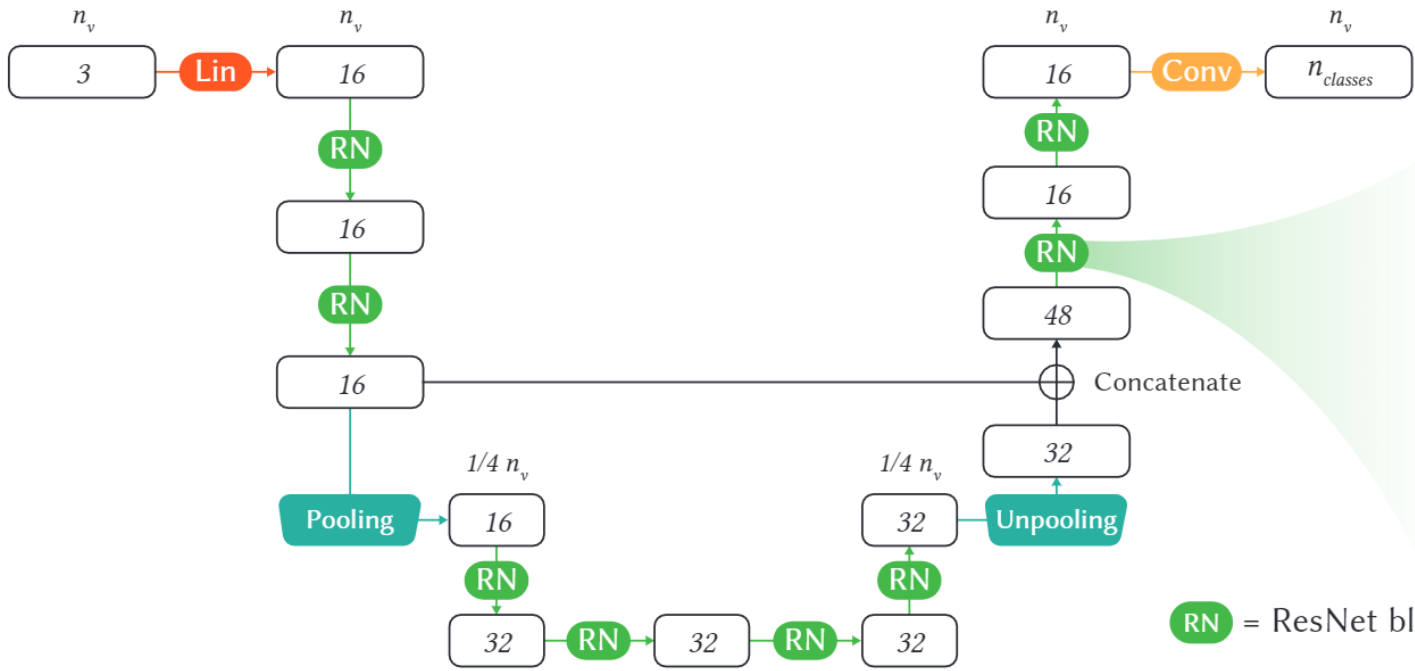 n_v
n_v
n_v
n_v
3
Lin
16
16
Conv
n_classes
RN
RN
16
16
RN
RN
48
16
Concatenate
32
1/4 n_v
1/4 n_v
Pooling
16
32
Unpooling
RN
RN
32
RN
32
RN
32
RN = ResNet bl